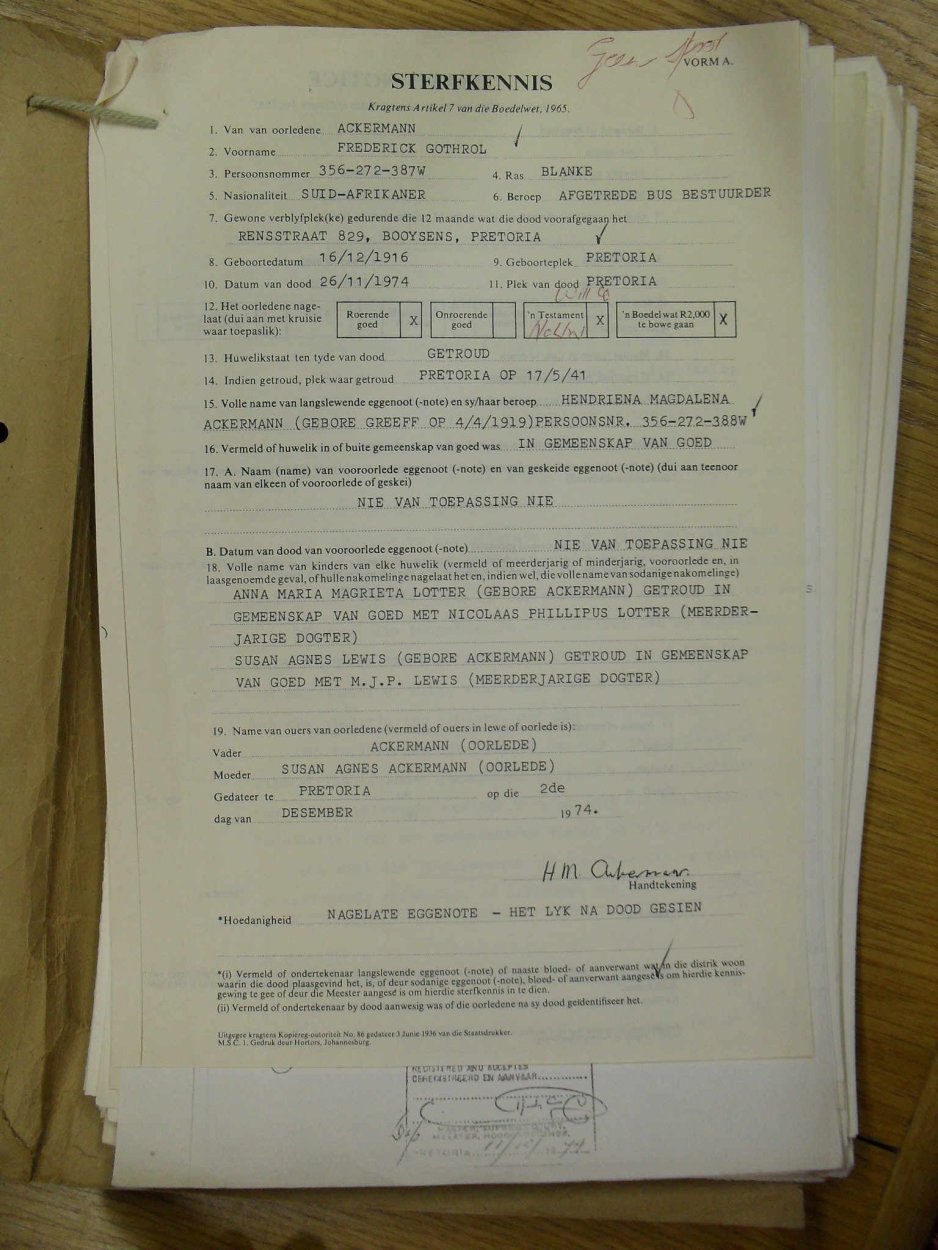 Geen
VORM A.
STERFKENNIS
Kragtens Artikel 7 van die Boedelwet, 1965.
1. Van van oorledene ACKERMANN
2. Voorname FREDERICK GOTHROL
3. Persoonsnommer 356-272-387W 4. Ras BLANKE
5. Nasionaliteit SUID-AFRIKANER 6. Beroep AFGETREDE BUS BESTUURDER
7. Gewone verblyfplek(ke) gedurende die 12 maande wat die dood voorafgegaan het
RENSSTRAAT 829, BOOYSENS, PRETORIA
8. Geboortedatum 16/12/1916 9. Geboorteplek PRETORIA
10. Datum van dood 26/11/1974 11. Plek van dood PRETORIA
12. Het oorledene nage-
laat (dui aan met kruisie
waar toepaslik):
Roerende
goed X
Onroerende
goed
'n Testament X
'n Boedel wat R2,000
te bowe gaan X
13. Huwelikstaat ten tyde van dood GETROUD
14. Indien getroud, plek waar getroud PRETORIA OP 17/5/41
15. Volle name van langslewende eggenoot (-note) en sy/haar beroep HENDRIENA MAGDALENA
ACKERMANN (GEBORE GREEFF OP 4/4/1919)PERSOONSNR. 356-272-388W
16. Vermeld of huwelik in of buite gemeenskap van goed was IN GEMEENSKAP VAN GOED
17. A. Naam (name) van vooroorlede eggenoot (-note) en van geskeide eggenoot (-note) (dui aan teenoor
naam van elkeen of vooroorlede of geskei)
NIE VAN TOEPASSING NIE
B. Datum van dood van vooroorlede eggenoot (-note) NIE VAN TOEPASSING NIE
18. Volle name van kinders van elke huwelik (vermeld of meerderjarig of minderjarig, vooroorlede en, in
laasgenoemde geval, of hulle nakomelinge nagelaat het en, indien wel, die volle name van sodanige nakomelinge)
ANNA MARIA MAGRIETA LOTTER (GEBORE ACKERMANN) GETROUD IN
GEMEENSKAP VAN GOED MET NICOLAAS PHILLIPUS LOTTER (MEERDER-
JARIGE DOGTER)
SUSAN AGNES LEWIS (GEBORE ACKERMANN) GETROUD IN GEMEENSKAP
VAN GOED MET M.J.P. LEWIS (MEERDERJARIGE DOGTER)
19. Name van ouers van oorledene (vermeld of ouers in lewe of oorlede is):
Vader ACKERMANN (OORLEDE)
Moeder SUSAN AGNES ACKERMANN (OORLEDE)
Gedateer te PRETORIA op die 2de
dag van DESEMBER 1974.
H M
Handtekening
*Hoedanigheid NAGELATE EGGENOTE - HET LYK NA DOOD GESIEN
*(i) Vermeld of ondertekenaar langslewende eggenoot (-note) of naaste bloed- of aanverwant wat in die distrik woon
waarin die dood plaasgevind het, is, of deur sodanige eggenoot (-note), bloed- of aanverwant aangesê is om hierdie kennis-
gewing te gee of deur die Meester aangesê is om hierdie sterfkennis in te dien.
(ii) Vermeld of ondertekenaar by dood aanwesig was of die oorledene na sy dood geïdentifiseer het.
Uitgegee kragtens Kopiereg-outoriteit No. 86 gedateer 3 Junie 1936 van die Staatsdrukker.
M.S.C. 1. Gedruk deur Hortors, Johannesburg.
REGISTERED AND ACCEPTED
GEREGISTREERD EN AANVAAR